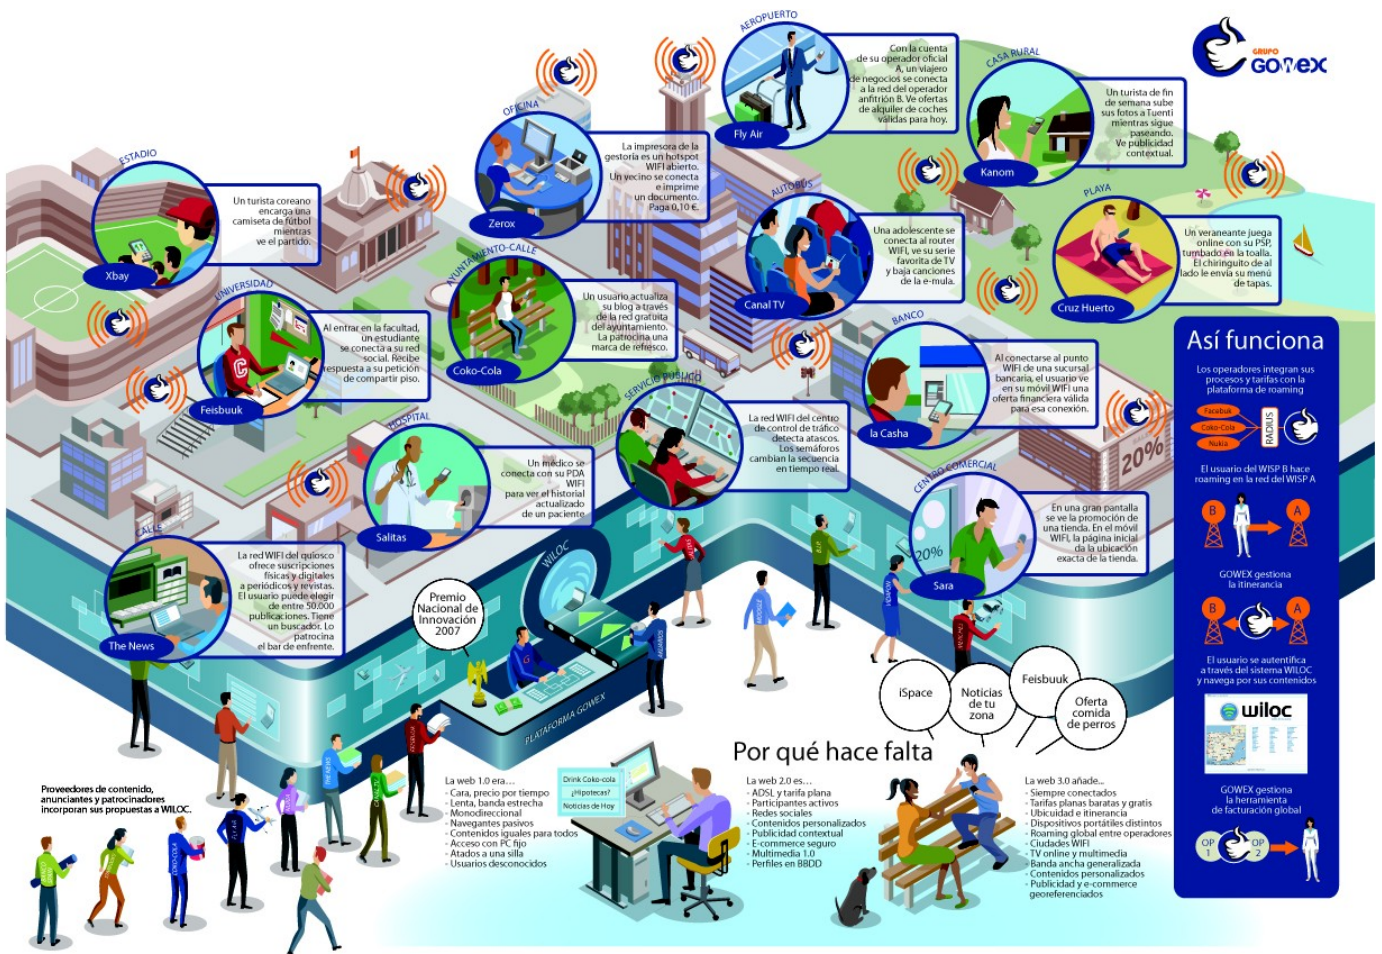 GRUPO
GOWEX
AEROPUERTO
Con la cuenta
de su operador oficial
A, un viajero
de negocios se conecta
a la red del operador
anfitrión B. Ve ofertas
de alquiler de coches
válidas para hoy.
Fly Air
CASA RURAL
Un turista de fin
de semana sube
sus fotos a Tuenti
mientras sigue
paseando.
Ve publicidad
contextual.
Kanom
OFICINA
La impresora de la
gestoría es un hotspot
WIFI abierto.
Un vecino se conecta
e imprime
un documento.
Paga 0,10 €.
Zerox
ESTADIO
Un turista coreano
encarga una
camiseta de fútbol
mientras
ve el partido.
Xbay
AUTOBÚS
Una adolescente se
conecta al router
WIFI, ve su serie
favorita de TV
y baja canciones
de la e-mula.
Canal TV
PLAYA
Un veraneante juega
online con su PSP,
tumbado en la toalla.
El chiringuito de al
lado le envía su menú
de tapas.
Cruz Huerto
AYUNTAMIENTO-CALLE
Un usuario actualiza
su blog a través
de la red gratuita
del ayuntamiento.
La patrocina una
marca de refresco.
Coko-Cola
UNIVERSIDAD
Al entrar en la facultad,
un estudiante
se conecta a su red
social. Recibe
respuesta a su petición
de compartir piso.
C
Feisbuuk
BANCO
Al conectarse al punto
WIFI de una sucursal
bancaria, el usuario ve
en su móvil WIFI una
oferta financiera válida
para esa conexión.
la Casha
SERVICIO PÚBLICO
La red WIFI del centro
de control de tráfico
detecta atascos.
Los semáforos
cambian la secuencia
en tiempo real.
HOSPITAL
Un médico se
conecta con su PDA
WIFI
para ver el historial
actualizado
de un paciente
Salitas
20%
CENTRO COMERCIAL
En una gran pantalla
se ve la promoción de
una tienda. En el móvil
WIFI, la página inicial
da la ubicación
exacta de la tienda.
20%
Sara
CALLE
La red WIFI del quiosco
ofrece suscripciones
físicas y digitales
a periódicos y revistas.
El usuario puede elegir
de entre 50.000
publicaciones. Tiene
un buscador. Lo
patrocina
el bar de enfrente.
The News
Premio
Nacional de
Innovación
2007
WILOC
G
PLATAFORMA GOWEX
iSpace
Noticias
de tu
zona
Feisbuuk
Oferta
comida
de perros
Proveedores de contenido,
anunciantes y patrocinadores
incorporan sus propuestas a WILOC.
THE NEWS
CANAL TV
FLY AIR
COKO-COLA
Por qué hace falta
La web 1.0 era…
- Cara, precio por tiempo
- Lenta, banda estrecha
- Monodireccional
- Navegantes pasivos
- Contenidos iguales para todos
- Acceso con PC fijo
- Atados a una silla
- Usuarios desconocidos
Drink Coko-cola
¿Hipotecas?
Noticias de Hoy
La web 2.0 es…
- ADSL y tarifa plana
- Participantes activos
- Redes sociales
- Contenidos personalizados
- Publicidad contextual
- E-commerce seguro
- Multimedia 1.0
- Perfiles en BBDD
La web 3.0 añade...
- Siempre conectados
- Tarifas planas baratas y gratis
- Ubicuidad e itinerancia
- Dispositivos portátiles distintos
- Roaming global entre operadores
- Ciudades WIFI
- TV online y multimedia
- Banda ancha generalizada
- Contenidos personalizados
- Publicidad y e-commerce
georeferenciados
Así funciona
Los operadores integran sus
procesos y tarifas con la
plataforma de roaming
Facebuk
Coko-Cola
Nukia
RADIUS
El usuario del WISP B hace
roaming en la red del WISP A
B
A
GOWEX gestiona
la itinerancia
B
A
El usuario se autentifica
a través del sistema WILOC
y navega por sus contenidos
wiloc
GOWEX gestiona
la herramienta
de facturación global
OP
1
OP
2